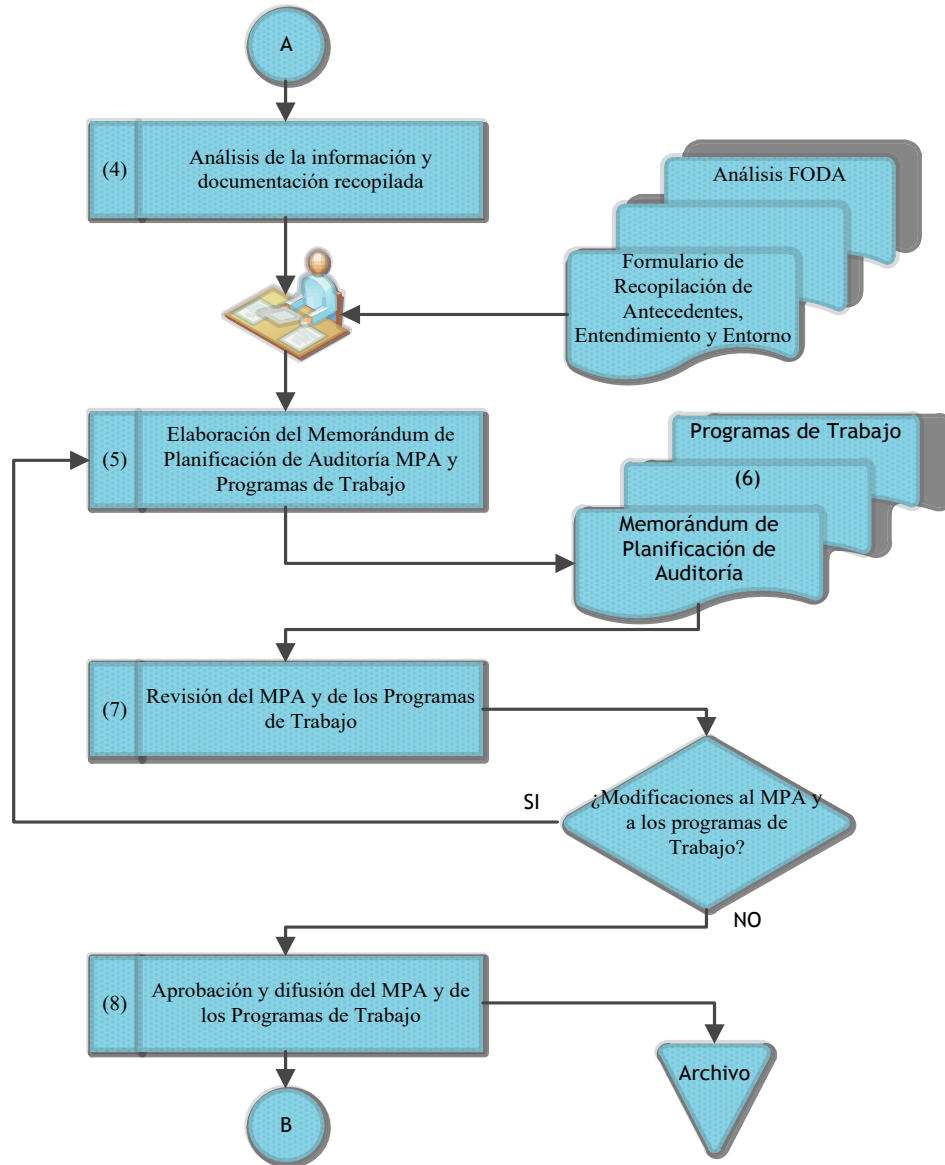 A
(4)
Análisis de la información y
documentación recopilada
Análisis FODA
Formulario de
Recopilación de
Antecedentes,
Entendimiento y Entorno
(5)
Elaboración del Memorándum de
Planificación de Auditoría MPA y
Programas de Trabajo
Programas de Trabajo
(6)
Memorándum de
Planificación de
Auditoría
(7)
Revisión del MPA y de los Programas
de Trabajo
SI
¿Modificaciones al MPA y
a los programas de
Trabajo?
NO
(8)
Aprobación y difusión del MPA y de
los Programas de Trabajo
Archivo
B